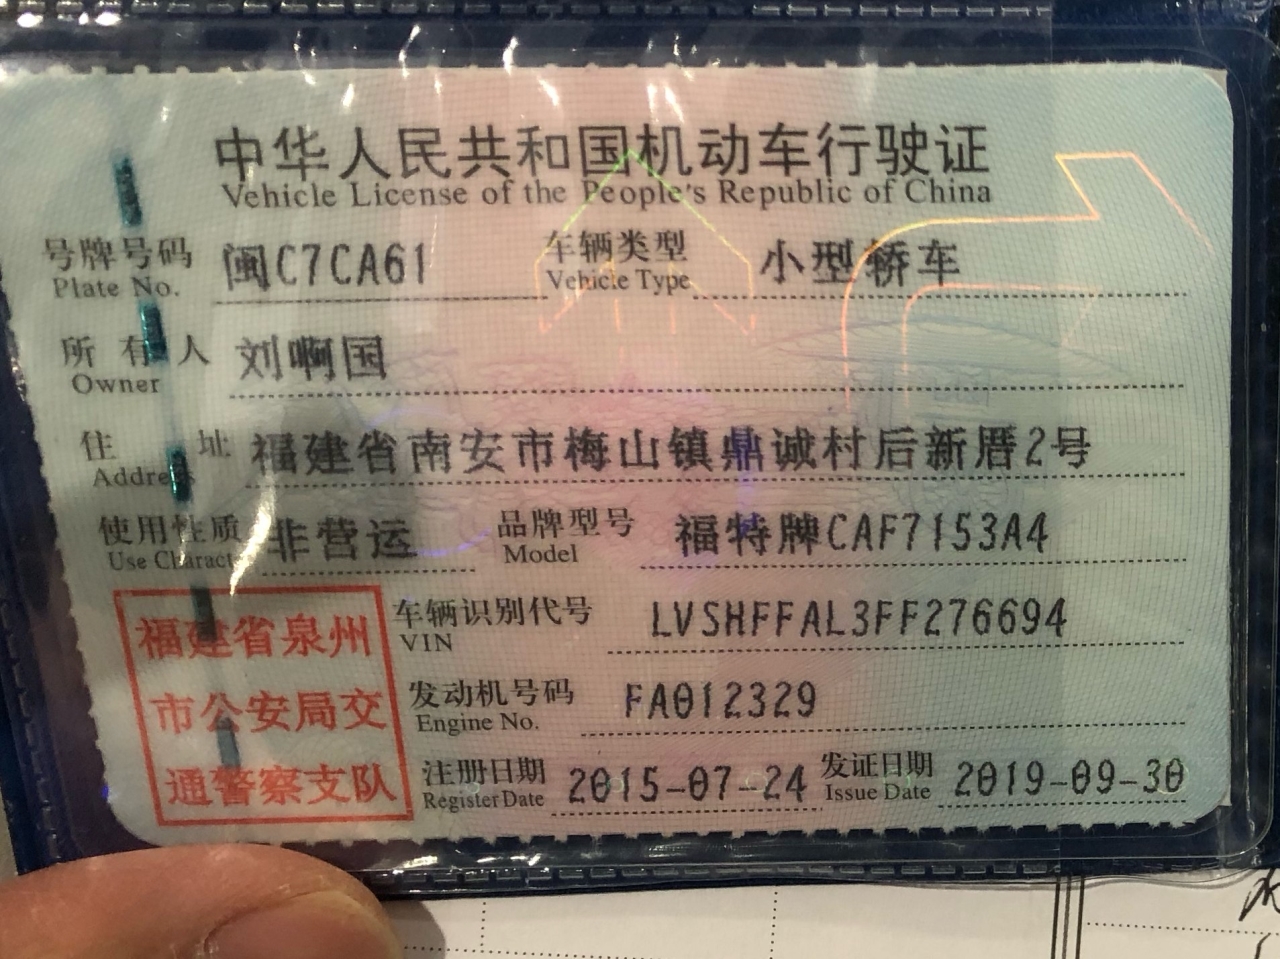 中华人民共和国机动车行驶证
Vehicle License of the People's Republic of China
号牌号码 闽C7CA61 车辆类型 小型轿车
Plate No. Vehicle Type
所有人 刘啊国
Owner
住址 福建省南安市梅山镇鼎诚村后新厝2号
Address
使用性质 非营运 品牌型号 福特牌CAF7153A4
Use Charact Model
福建省泉州
市公安局交
通警察支队
车辆识别代号 LVSHFFAL3FF276694
VIN
发动机号码 FA012329
Engine No.
注册日期 2015-07-24 发证日期 2019-09-30
Register Date Issue Date